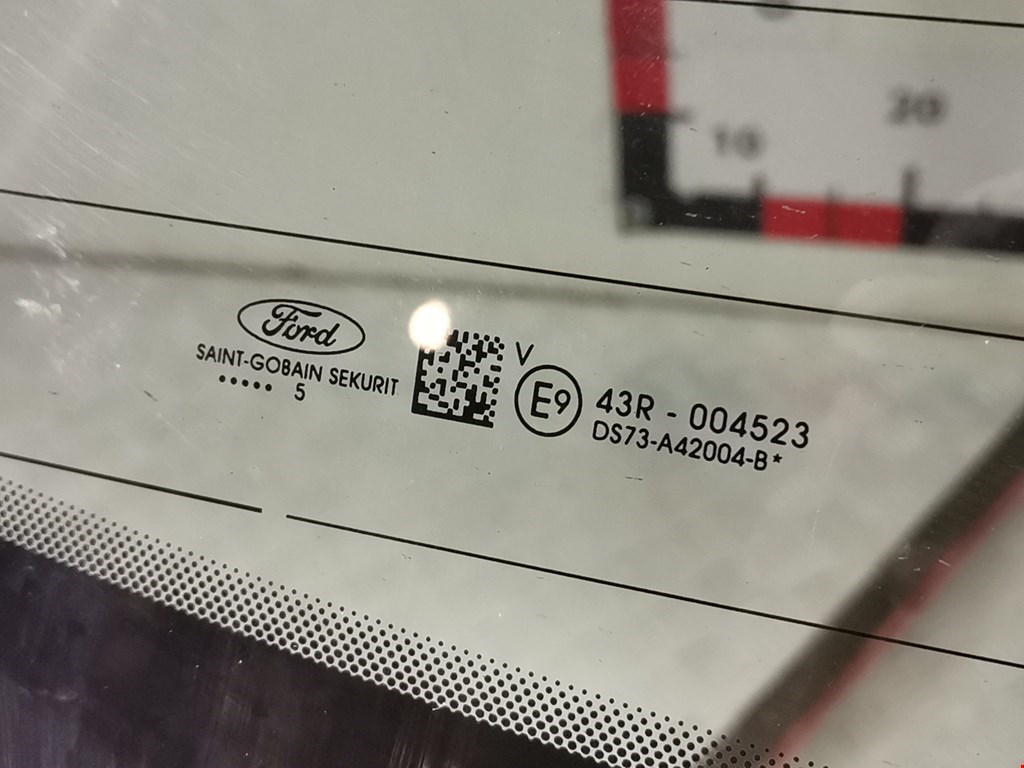 20
10
Ford
SAINT-GOBAIN SEKURIT
..... 5
V
E9
43R - 004523
DS73-A42004-B*